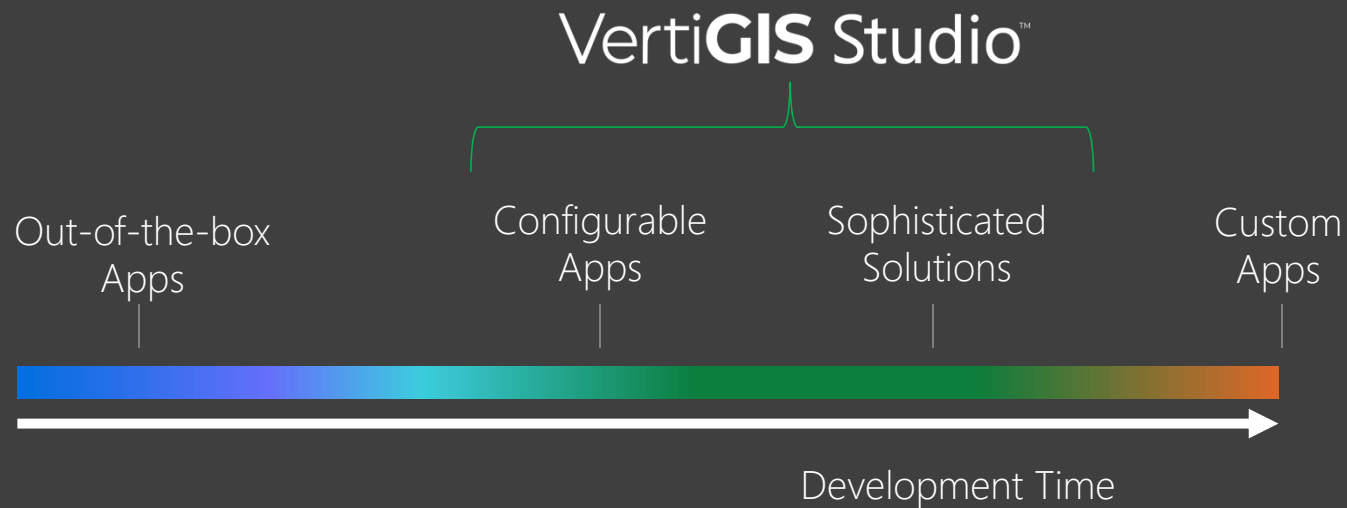 VertiGIS Studio™
Out-of-the-box
Apps
Configurable
Apps
Sophisticated
Solutions
Custom
Apps
Development Time